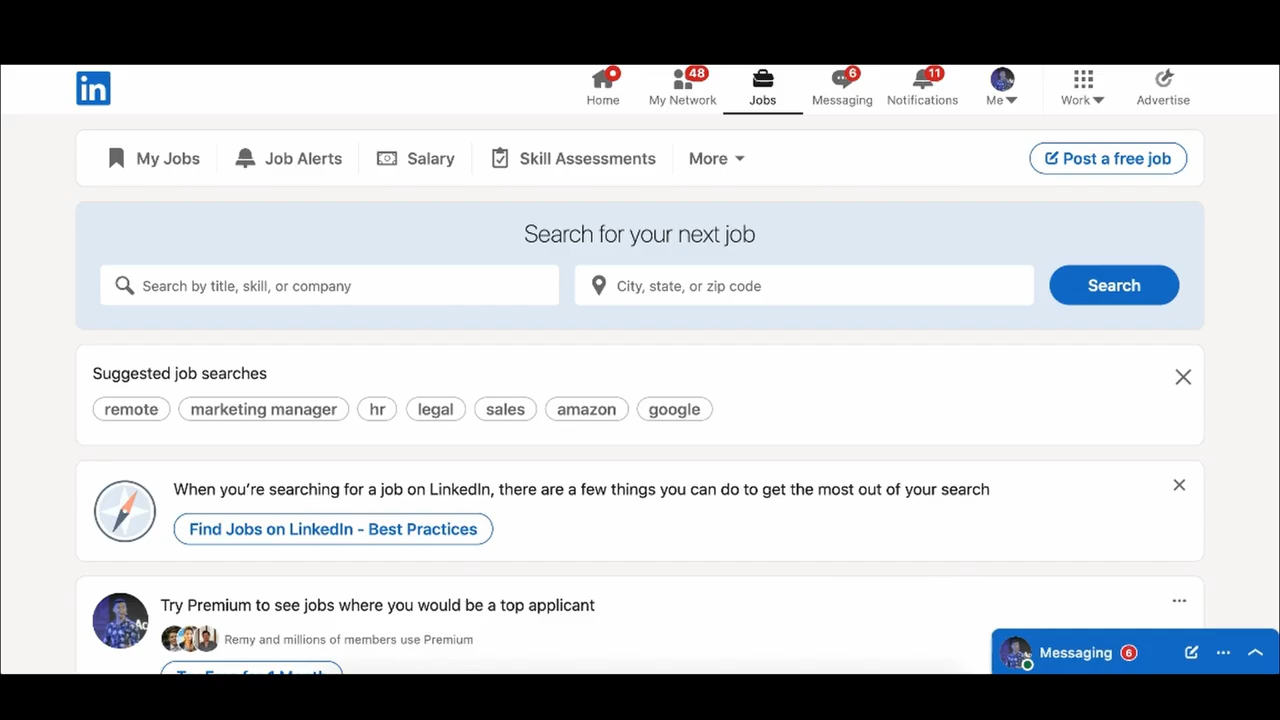 in
48
6
11
Home
My Network
Jobs
Messaging
Notifications
Me
Work
Advertise
My Jobs
Job Alerts
Salary
Skill Assessments
More
Post a free job
Search for your next job
Search by title, skill, or company
City, state, or zip code
Search
Suggested job searches
remote
marketing manager
hr
legal
sales
amazon
google
When you're searching for a job on LinkedIn, there are a few things you can do to get the most out of your search
Find Jobs on LinkedIn - Best Practices
Try Premium to see jobs where you would be a top applicant
Remy and millions of members use Premium
Try Free for 1 Month
Messaging
6